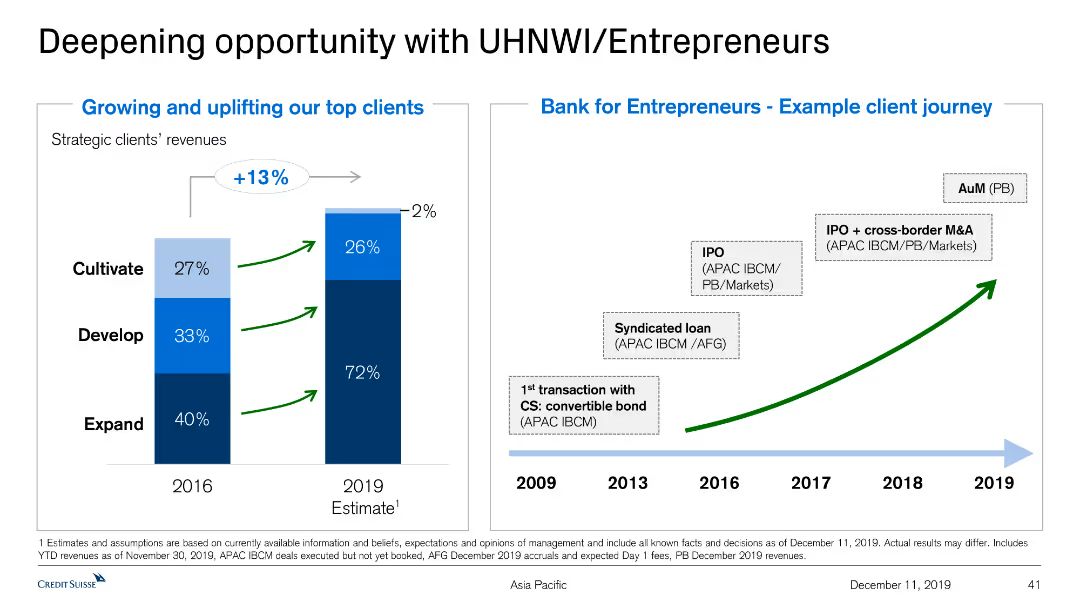 Deepening opportunity with UHNWI/Entrepreneurs
Growing and uplifting our top clients
Strategic clients' revenues
+13%
2%
Cultivate
27%
26%
Develop
33%
72%
Expand
40%
2016
2019
Estimate¹
Bank for Entrepreneurs - Example client journey
AuM (PB)
IPO + cross-border M&A
(APAC IBCM/PB/Markets)
IPO
(APAC IBCM/
PB/Markets)
Syndicated loan
(APAC IBCM /AFG)
1st transaction with
CS: convertible bond
(APAC IBCM)
2009
2013
2016
2017
2018
2019
1 Estimates and assumptions are based on currently available information and beliefs, expectations and opinions of management and include all known facts and decisions as of December 11, 2019. Actual results may differ. Includes
YTD revenues as of November 30, 2019, APAC IBCM deals executed but not yet booked, AFG December 2019 accruals and expected Day 1 fees, PB December 2019 revenues.
CREDIT SUISSE
Asia Pacific
December 11, 2019
41